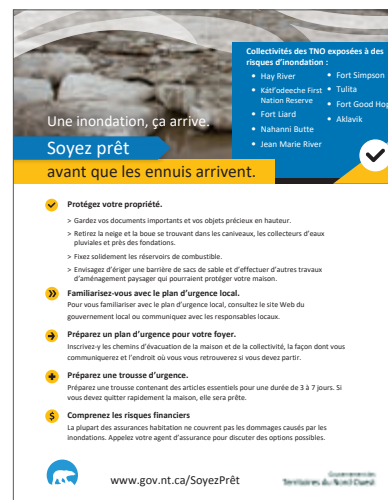 Collectivités des TNO exposées à des
risques d'inondation :
• Hay River
• Kátł'odeeche First
Nation Reserve
• Fort Liard
• Nahanni Butte
• Jean Marie River
• Fort Simpson
• Tulita
• Fort Good Hop
• Aklavik
Une inondation, ça arrive.
Soyez prêt
avant que les ennuis arrivent.
Protégez votre propriété.
> Gardez vos documents importants et vos objets précieux en hauteur.
> Retirez la neige et la boue se trouvant dans les caniveaux, les collecteurs d'eaux
pluviales et près des fondations.
> Fixez solidement les réservoirs de combustible.
> Envisagez d'ériger une barrière de sacs de sable et d'effectuer d'autres travaux
d'aménagement paysager qui pourraient protéger votre maison.
Familiarisez-vous avec le plan d'urgence local.
Pour vous familiariser avec le plan d'urgence local, consultez le site Web du
gouvernement local ou communiquez avec les responsables locaux.
Préparez un plan d'urgence pour votre foyer.
Inscrivez-y les chemins d'évacuation de la maison et de la collectivité, la façon dont vous
communiquerez et l'endroit où vous vous retrouverez si vous devez partir.
Préparez une trousse d'urgence.
Préparez une trousse contenant des articles essentiels pour une durée de 3 à 7 jours. Si
vous devez quitter rapidement la maison, elle sera prête.
$ Comprenez les risques financiers
La plupart des assurances habitation ne couvrent pas les dommages causés par les
inondations. Appelez votre agent d'assurance pour discuter des options possibles.
www.gov.nt.ca/SoyezPrêt
Territoires du Nord-Ouest